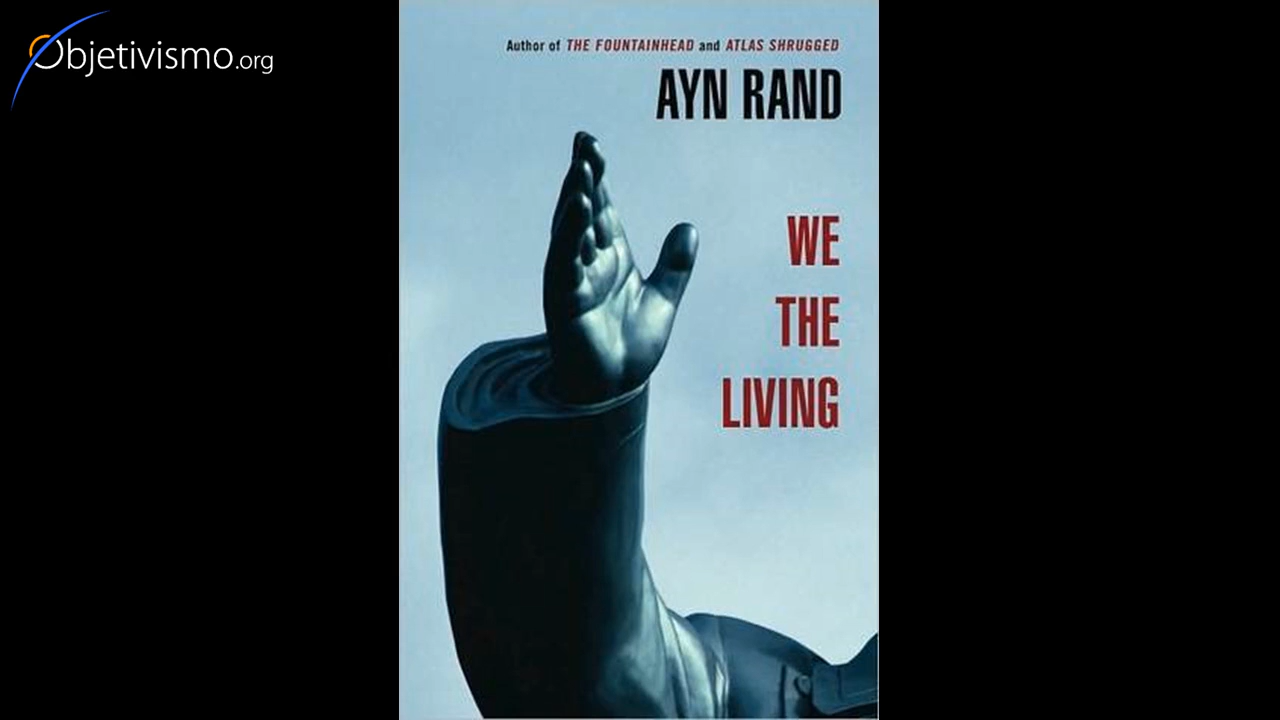 Objetivismo.org
Author of THE FOUNTAINHEAD and ATLAS SHRUGGED
AYN RAND
WE
THE
LIVING